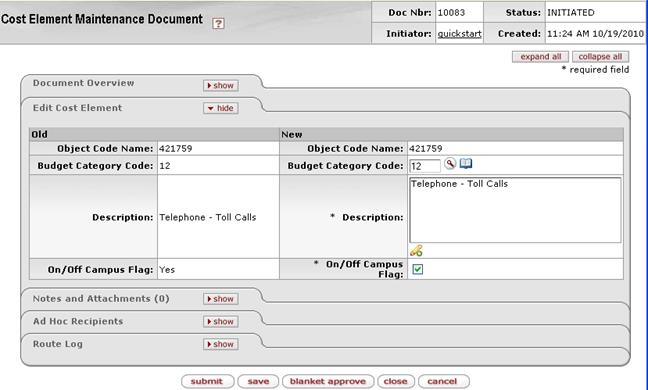 Cost Element Maintenance Document ?
Doc Nbr: 10083 Status: INITIATED
Initiator: quickstart Created: 11:24 AM 10/19/2010
expand all collapse all
* required field
Document Overview show
Edit Cost Element hide
Old New
Object Code Name: 421759 Object Code Name: 421759
Budget Category Code: 12 Budget Category Code: 12
Telephone - Toll Calls
Description: Telephone - Toll Calls * Description:
On/Off Campus Flag: Yes * On/Off Campus
Flag:
Notes and Attachments (0) show
Ad Hoc Recipients show
Route Log show
submit save blanket approve close cancel